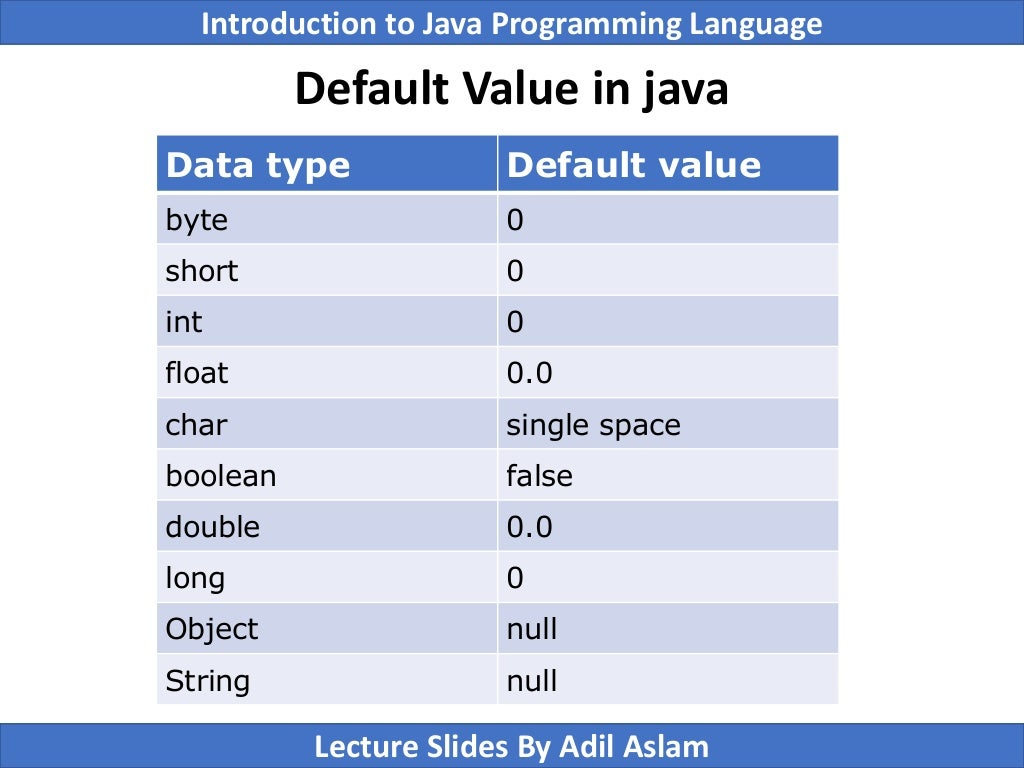 Introduction to Java Programming Language
Default Value in java
Data type Default value
byte 0
short 0
int 0
float 0.0
char single space
boolean false
double 0.0
long 0
Object null
String null
Lecture Slides By Adil Aslam